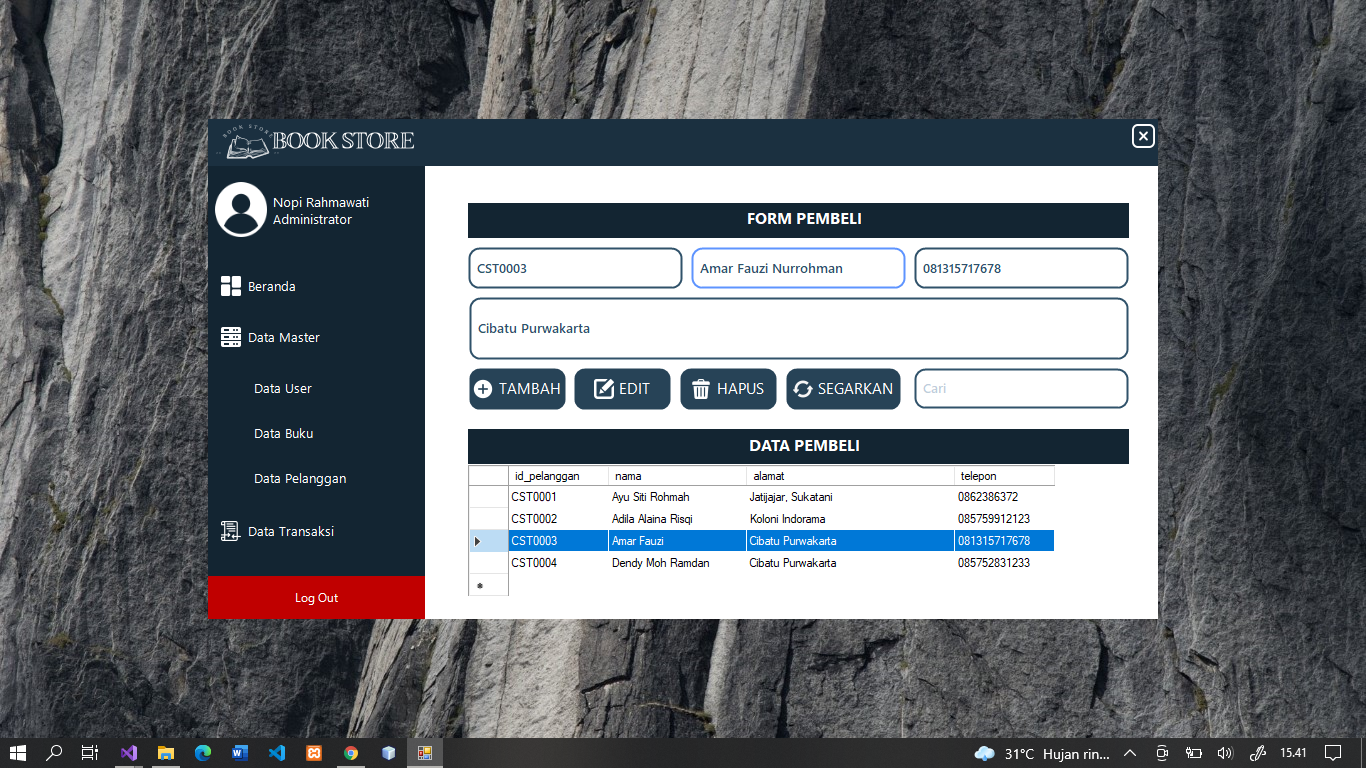 BOOK STORE
BOOK STORE
Nopi Rahmawati
Administrator
Beranda
Data Master
Data User
Data Buku
Data Pelanggan
Data Transaksi
Log Out
FORM PEMBELI
CST0003 Amar Fauzi Nurrohman 081315717678
Cibatu Purwakarta
TAMBAH EDIT HAPUS SEGARKAN Cari
DATA PEMBELI
id_pelanggan nama alamat telepon
CST0001 Ayu Siti Rohmah Jatijajar, Sukatani 0862386372
CST0002 Adila Alaina Risqi Koloni Indorama 085759912123
CST0003 Amar Fauzi Cibatu Purwakarta 081315717678
CST0004 Dendy Moh Ramdan Cibatu Purwakarta 085752831233
31°C Hujan rin... 15.41